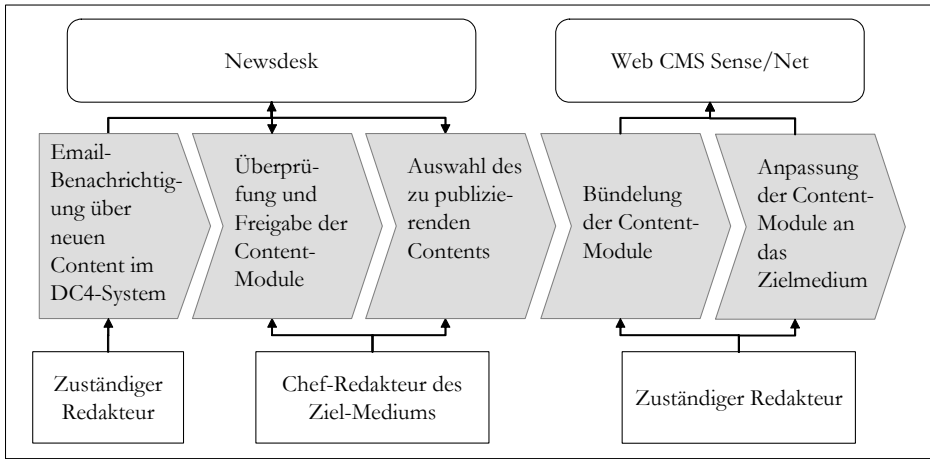 Newsdesk
Web CMS Sense/Net
Email-
Benachrichtig-
ung über
neuen
Content im
DC4-System
Überprü-
fung und
Freigabe der
Content-
Module
Auswahl des
zu publizie-
renden
Contents
Bündelung
der Content-
Module
Anpassung
der Content-
Module an
das
Zielmedium
Zuständiger
Redakteur
Chef-Redakteur des
Ziel-Mediums
Zuständiger Redakteur